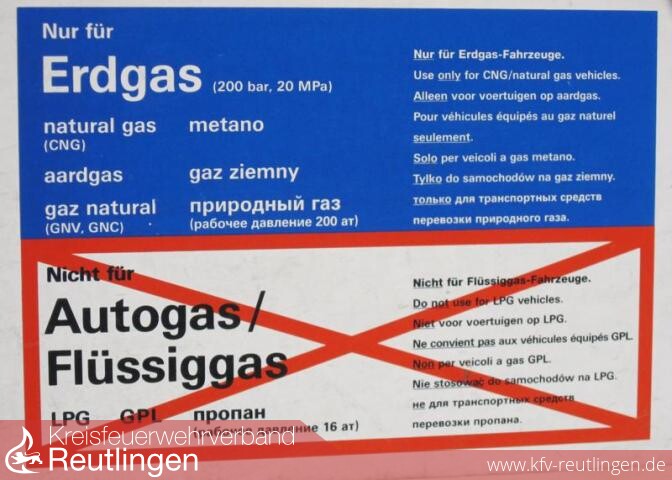 Nur für
Erdgas (200 bar, 20 MPa)
natural gas metano
(CNG)
aardgas gaz ziemny
gaz natural природный газ
(GNV, GNC) (рабочее давление 200 ат)
Nur für Erdgas-Fahrzeuge.
Use only for CNG/natural gas vehicles.
Alleen voor voertuigen op aardgas.
Pour véhicules équipés au gaz naturel
seulement.
Solo per veicoli a gas metano.
Tylko do samochodów na gaz ziemny.
только для транспортных средств
перевозки природного газа.
Nicht für
Autogas/
Flüssiggas
LPG GPL пропан
(рабочее давление 16 ат)
Nicht für Flüssiggas-Fahrzeuge.
Do not use for LPG vehicles.
Niet voor voertuigen op LPG.
Ne convient pas aux véhicules équipés GPL.
Non per veicoli a gas GPL.
Nie stosować do samochodów na LPG.
не для транспортных средств
перевозки пропана.
Kreisfeuerwehrverband
Reutlingen
www.kfv-reutlingen.de